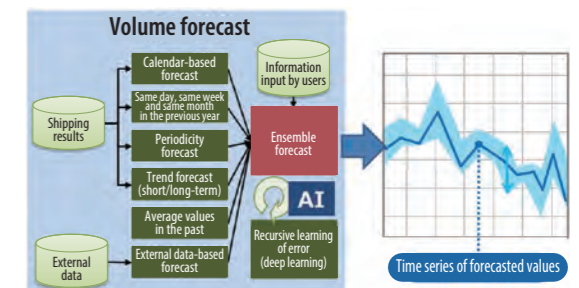 Volume forecast
Shipping
results
External
data
Calendar-based
forecast
Same day, same week
and same month
in the previous year
Periodicity
forecast
Trend forecast
(short/long-term)
Average values
in the past
External data-based
forecast
Information
input by users
Ensemble
forecast
AI
Recursive learning
of error
(deep learning)
Time series of forecasted values